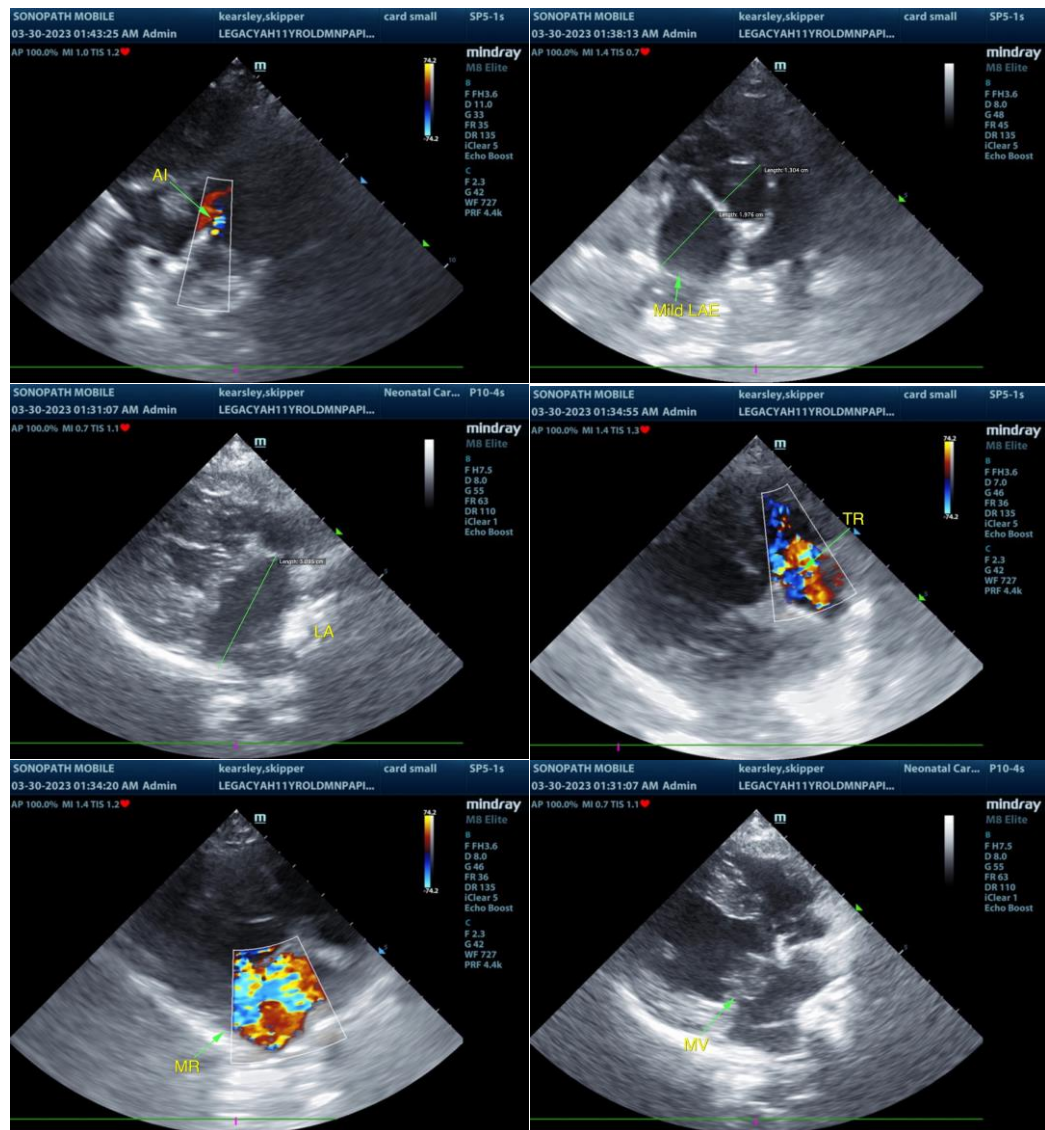 SONOPATH MOBILE kearsley,skipper card small SP5-1s
03-30-2023 01:43:25 AM Admin LEGACYAH11YROLDMNPAPI...
AP 100.0% MI 1.0 TIS 1.2
m
74.2
-74.2
mindray
M8 Elite
B
F FH3.6
D 11.0
G 33
FR 35
DR 135
iClear 5
Echo Boost
C
F 2.3
G 42
WF 727
PRF 4.4k
AI
5
10
SONOPATH MOBILE kearsley,skipper card small SP5-1s
03-30-2023 01:38:13 AM Admin LEGACYAH11YROLDMNPAPI...
AP 100.0% MI 1.4 TIS 0.7
m
mindray
M8 Elite
B
F FH3.6
D 8.0
G 48
FR 45
DR 135
iClear 5
Echo Boost
Length: 1.304 cm
Length: 1.976 cm
Mild LAE
5
SONOPATH MOBILE kearsley,skipper Neonatal Car... P10-4s
03-30-2023 01:31:07 AM Admin LEGACYAH11YROLDMNPAPI...
AP 100.0% MI 0.7 TIS 1.1
m
mindray
M8 Elite
B
F H7.5
D 8.0
G 55
FR 63
DR 110
iClear 1
Echo Boost
LA
5
SONOPATH MOBILE kearsley,skipper card small SP5-1s
03-30-2023 01:34:55 AM Admin LEGACYAH11YROLDMNPAPI...
AP 100.0% MI 1.4 TIS 1.3
m
74.2
-74.2
mindray
M8 Elite
B
F FH3.6
D 7.0
G 46
FR 36
DR 135
iClear 5
Echo Boost
C
F 2.3
G 42
WF 727
PRF 4.4k
TR
5
SONOPATH MOBILE kearsley,skipper card small SP5-1s
03-30-2023 01:34:20 AM Admin LEGACYAH11YROLDMNPAPI...
AP 100.0% MI 1.4 TIS 1.2
m
74.2
-74.2
mindray
M8 Elite
B
F FH3.6
D 8.0
G 46
FR 36
DR 135
iClear 5
Echo Boost
C
F 2.3
G 42
WF 727
PRF 4.4k
MR
5
SONOPATH MOBILE kearsley,skipper Neonatal Car... P10-4s
03-30-2023 01:31:07 AM Admin LEGACYAH11YROLDMNPAPI...
AP 100.0% MI 0.7 TIS 1.1
m
mindray
M8 Elite
B
F H7.5
D 8.0
G 55
FR 63
DR 110
iClear 1
Echo Boost
MV
5